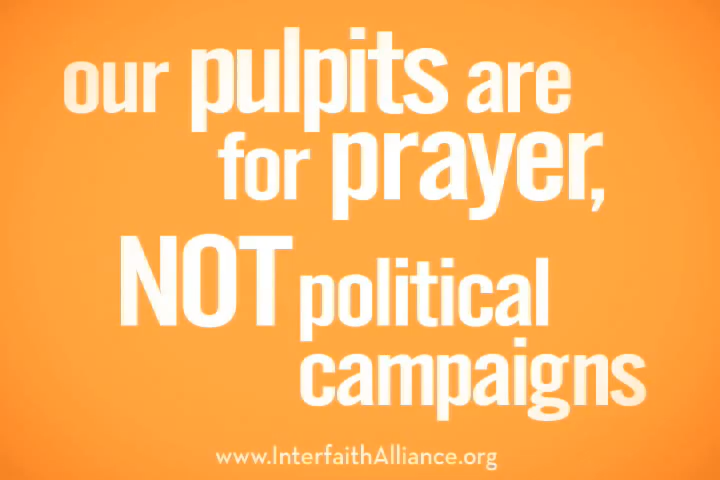 our pulpits are
for prayer,
NOT political
campaigns
www.InterfaithAlliance.org